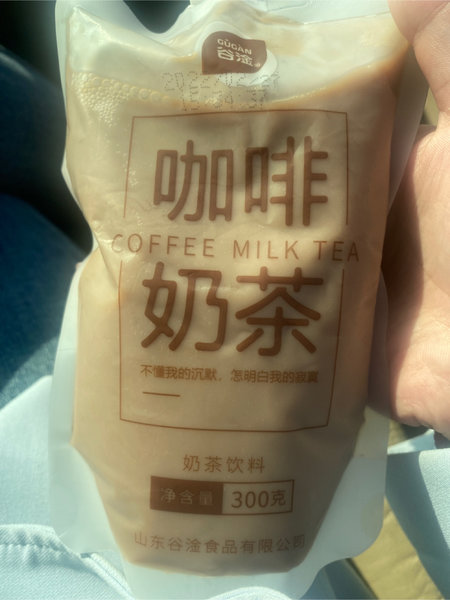 GUGAN
谷淦
咖啡
COFFEE MILK TEA
奶茶
不懂我的沉默，怎明白我的寂寞
奶茶饮料
净含量 300克
山东谷淦食品有限公司